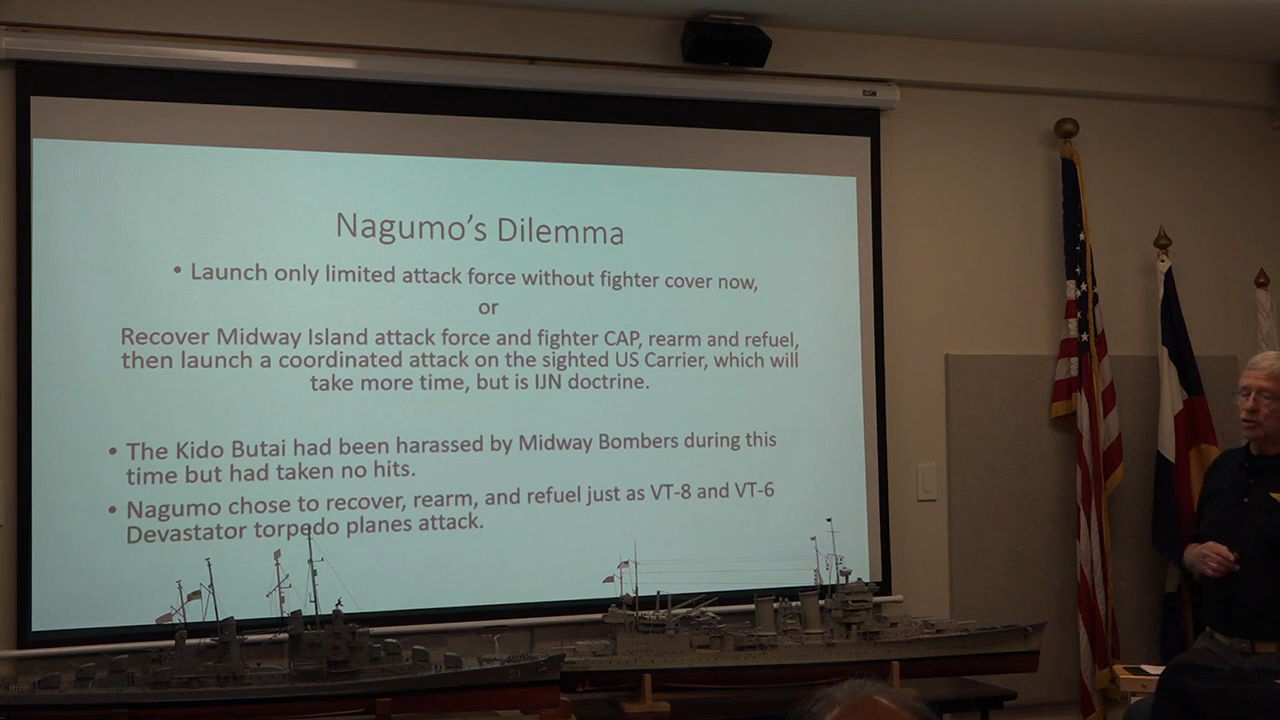 Nagumo's Dilemma
• Launch only limited attack force without fighter cover now,
or
Recover Midway Island attack force and fighter CAP, rearm and refuel,
then launch a coordinated attack on the sighted US Carrier, which will
take more time, but is IJN doctrine.
• The Kido Butai had been harassed by Midway Bombers during this
time but had taken no hits.
• Nagumo chose to recover, rearm, and refuel just as VT-8 and VT-6
Devastator torpedo planes attack.